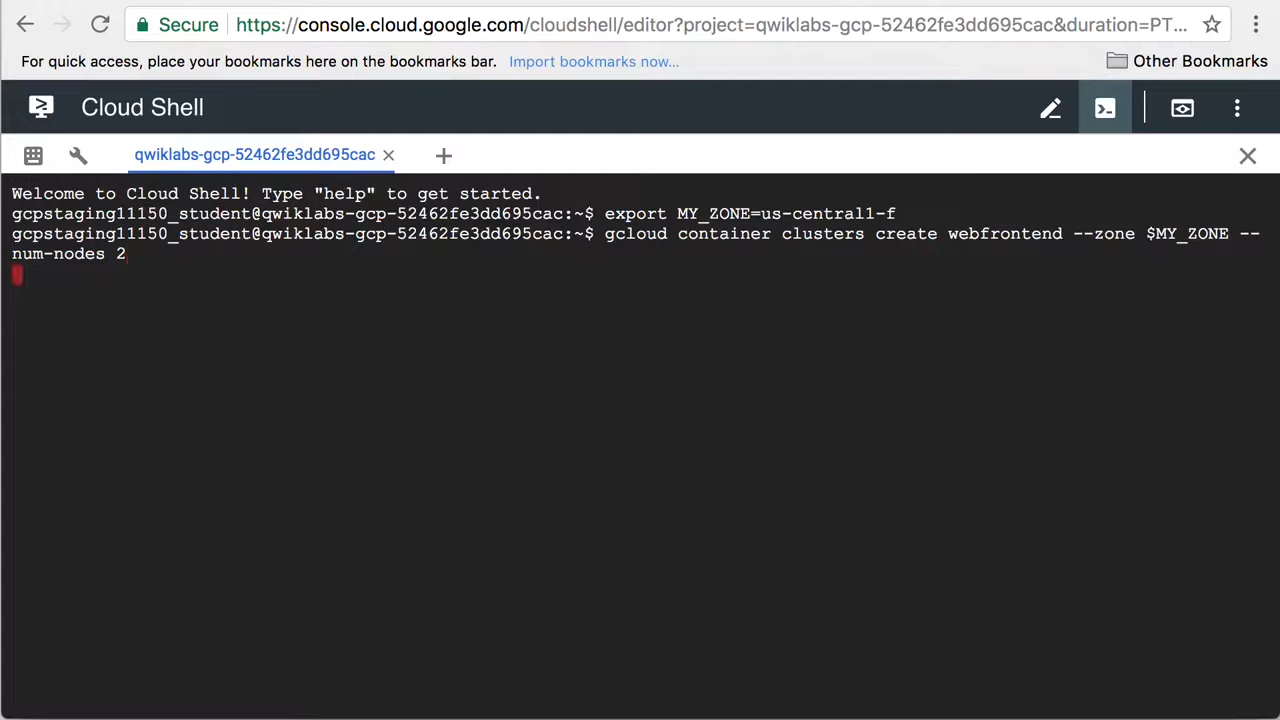 Secure https://console.cloud.google.com/cloudshell/editor?project=qwiklabs-gcp-52462fe3dd695cac&duration=PT...
For quick access, place your bookmarks here on the bookmarks bar. Import bookmarks now... Other Bookmarks
Cloud Shell
qwiklabs-gcp-52462fe3dd695cac
Welcome to Cloud Shell! Type "help" to get started.
gcpstaging11150_student@qwiklabs-gcp-52462fe3dd695cac:~$ export MY_ZONE=us-central1-f
gcpstaging11150_student@qwiklabs-gcp-52462fe3dd695cac:~$ gcloud container clusters create webfrontend --zone $MY_ZONE --
num-nodes 2